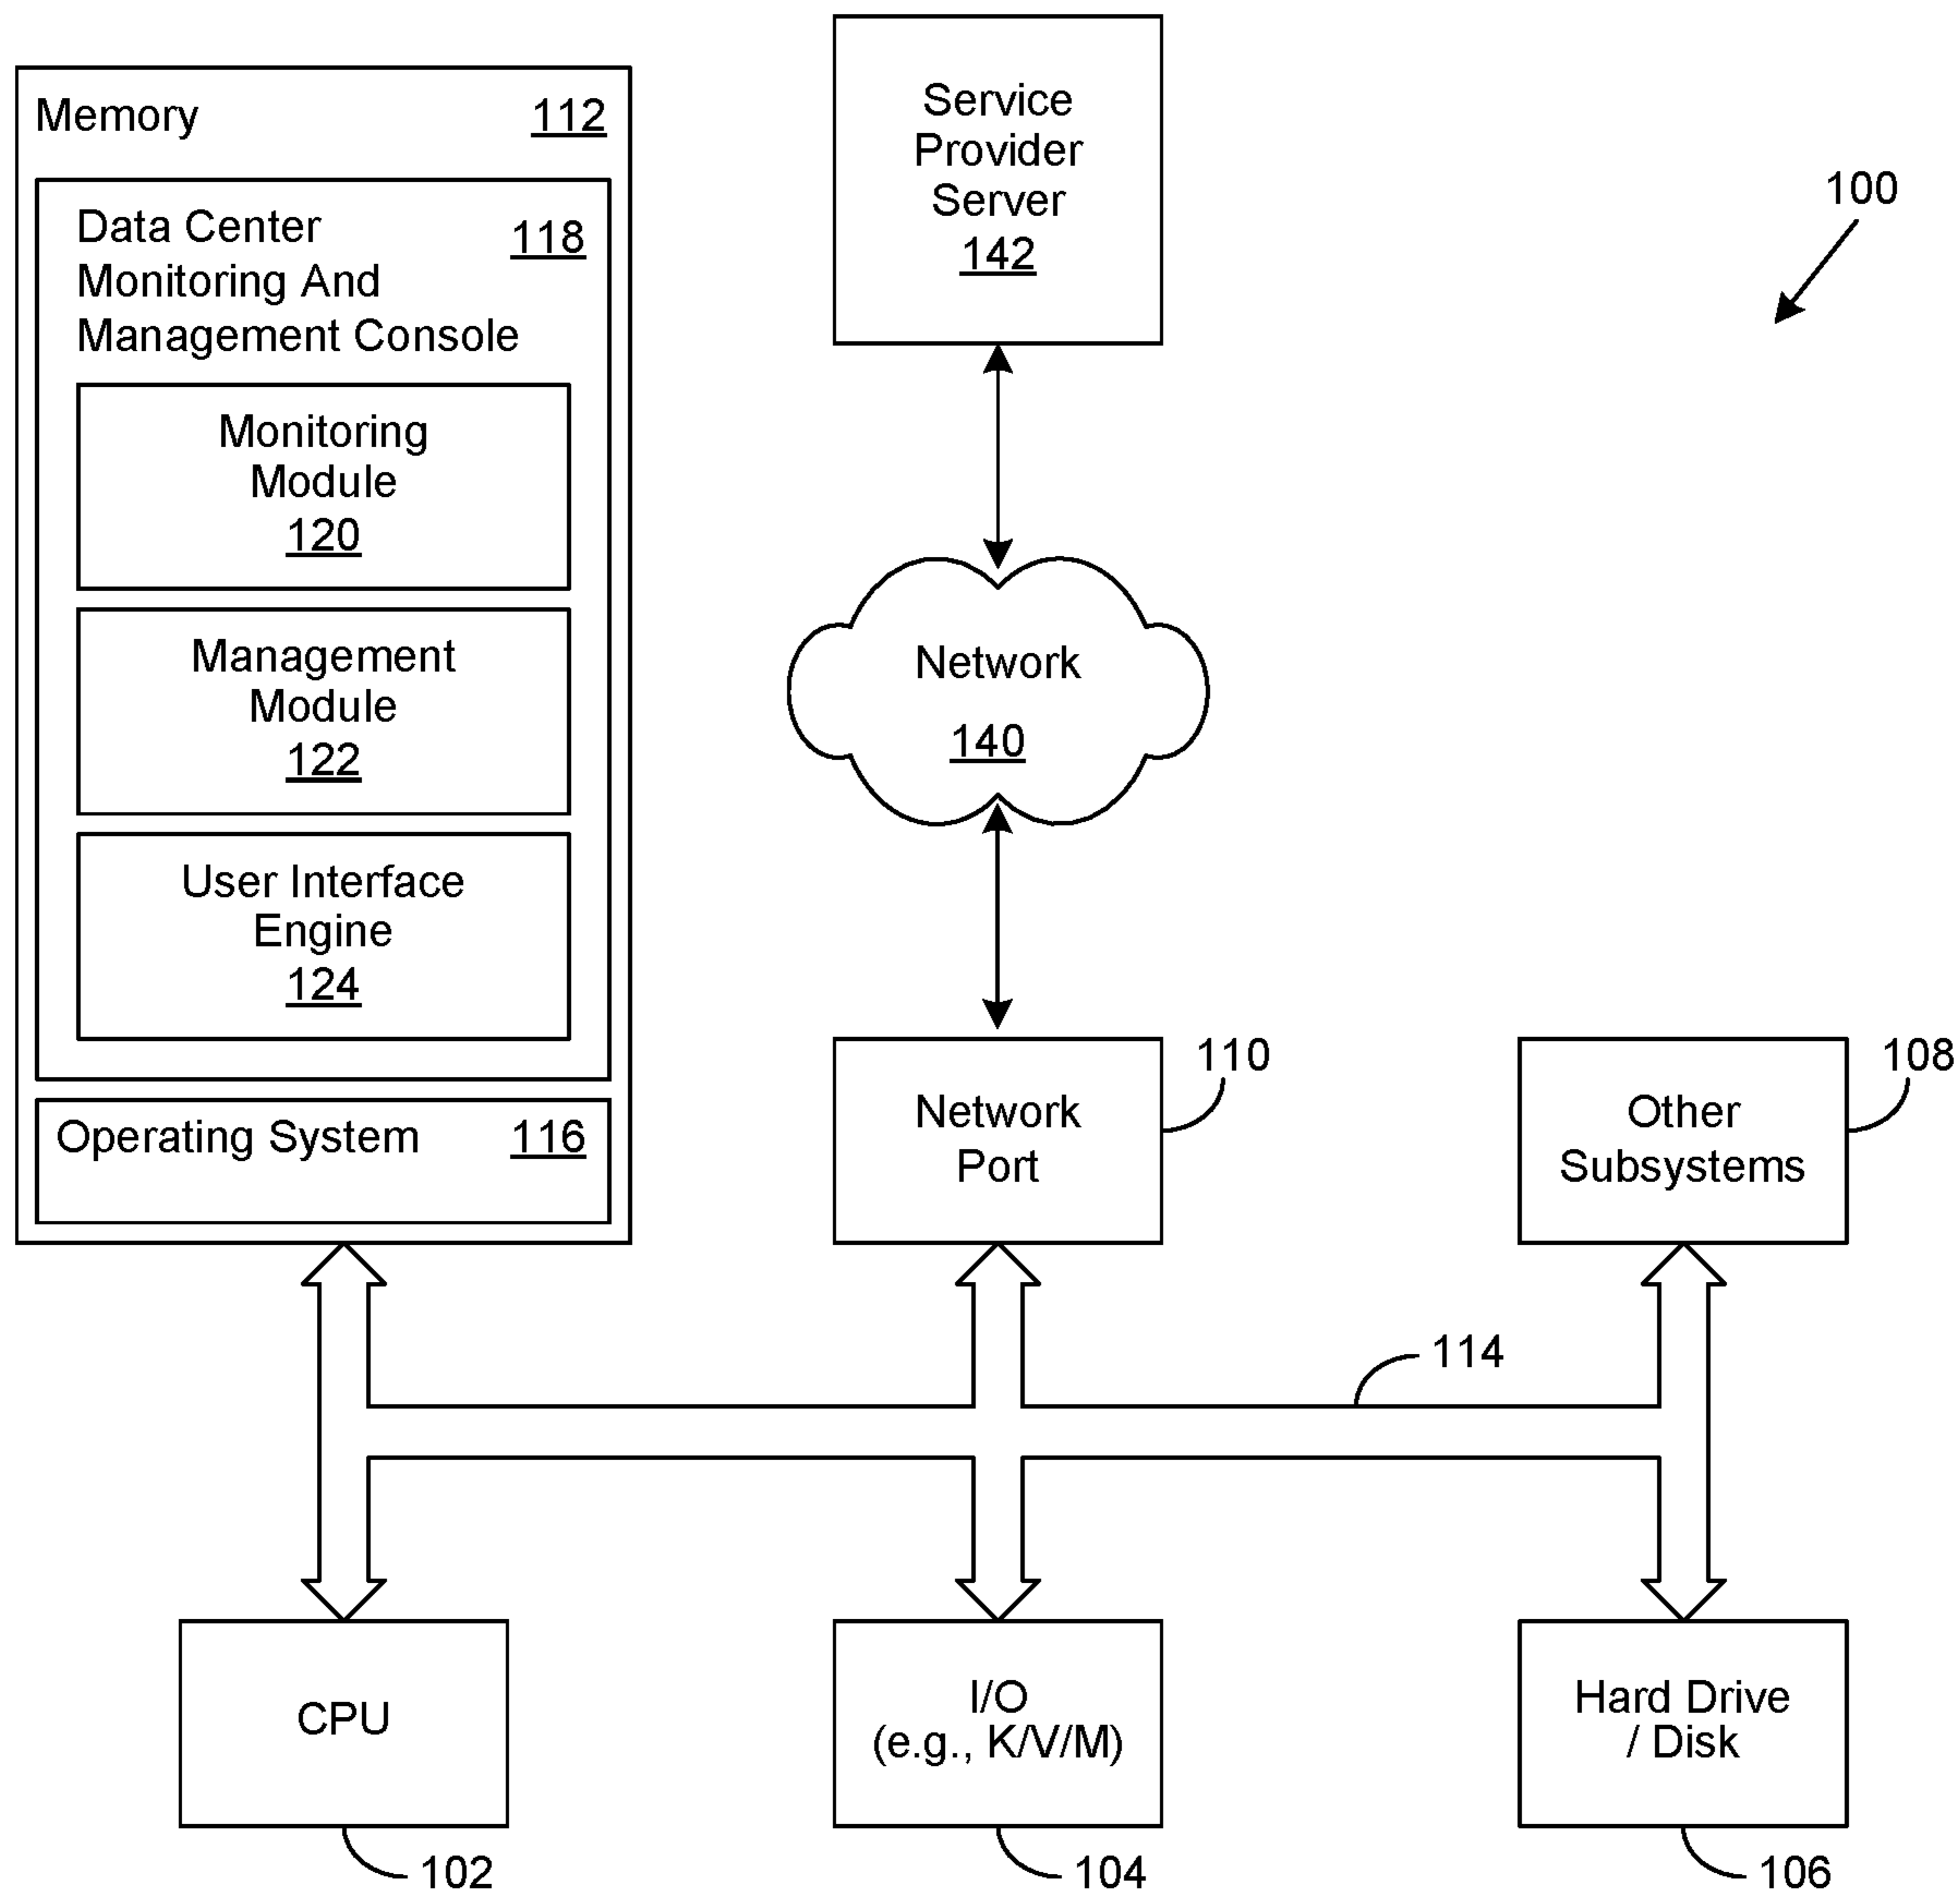 Memory 112
Data Center 118
Monitoring And
Management Console
Monitoring
Module
120
Management
Module
122
User Interface
Engine
124
Operating System 116
Service
Provider
Server
142
100
Network
140
Network
Port
110
Other
Subsystems
108
114
CPU
102
I/O
(e.g., K/V/M)
104
Hard Drive
/ Disk
106